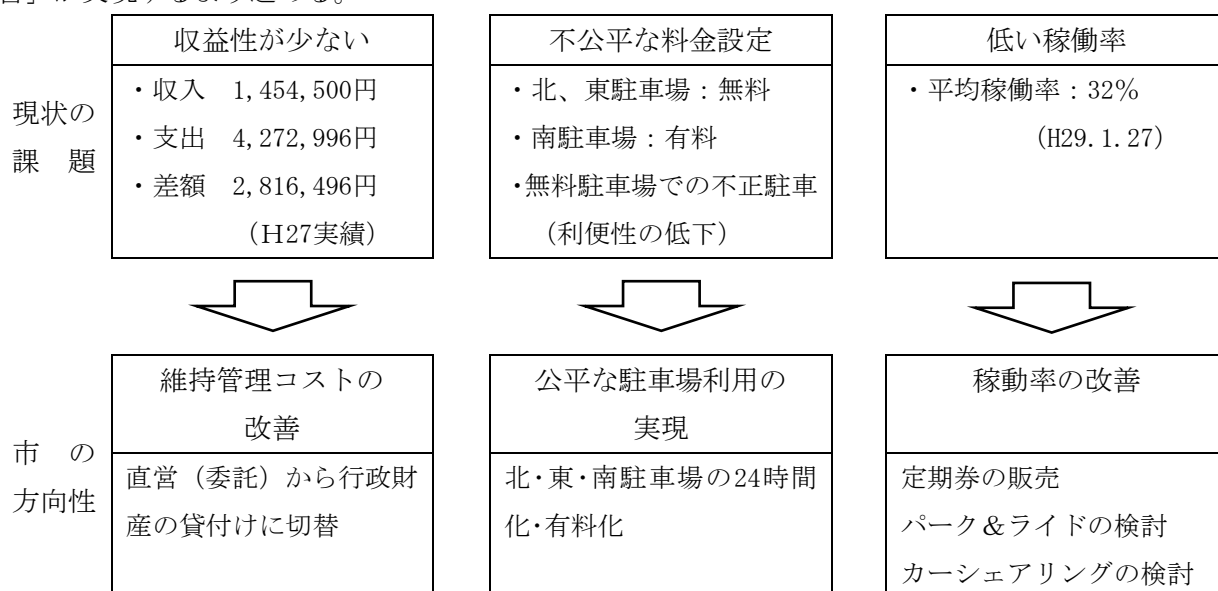 収益性が少ない
・収入 1,454,500円
・支出 4,272,996円
・差額 2,816,496円
(H27実績)
不公平な料金設定
・北、東駐車場：無料
・南駐車場：有料
・無料駐車場での不正駐車
(利便性の低下)
低い稼働率
・平均稼働率：32％
(H29.1.27)
現状の
課 題
維持管理コストの
改善
直営（委託）から行政財
産の貸付けに切替
公平な駐車場利用の
実現
北・東・南駐車場の24時間
化・有料化
稼動率の改善
定期券の販売
パーク＆ライドの検討
カーシェアリングの検討
市 の
方向性